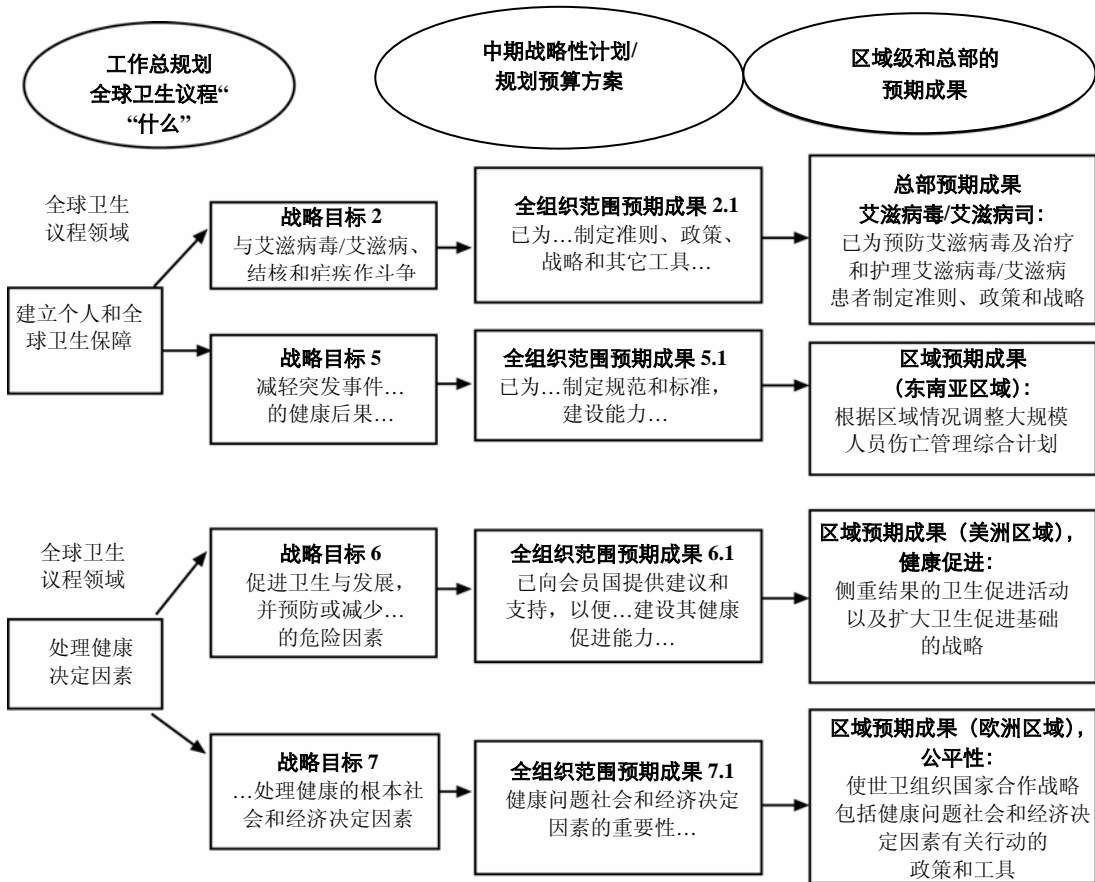 工作总规划
全球卫生议程“
“什么”
中期战略性计划/
规划预算方案
区域级和总部的
预期成果
全球卫生
议程领域
建立个人和全
球卫生保障
战略目标 2
与艾滋病毒/艾滋病、
结核和疟疾作斗争
全组织范围预期成果 2.1
已为…制定准则、政策、
战略和其它工具…
总部预期成果
艾滋病毒/艾滋病司：
已为预防艾滋病毒及治疗
和护理艾滋病毒/艾滋病
患者制定准则、政策和战略
战略目标 5
减轻突发事件…
的健康后果…
全组织范围预期成果 5.1
已为…制定规范和标准，
建设能力…
区域预期成果
（东南亚区域）：
根据区域情况调整大规模
人员伤亡管理综合计划
全球卫生
议程领域
处理健康
决定因素
战略目标 6
促进卫生与发展，
并预防或减少…
的危险因素
全组织范围预期成果 6.1
已向会员国提供建议和
支持，以便…建设其健康
促进能力…
区域预期成果（美洲区域），
健康促进：
侧重结果的卫生促进活动
以及扩大卫生促进基础
的战略
战略目标 7
…处理健康的根本社
会和经济决定因素
全组织范围预期成果 7.1
健康问题社会和经济决定
因素的重要性…
区域预期成果（欧洲区域），
公平性：
使世卫组织国家合作战略
包括健康问题社会和经济决
定因素有关行动的
政策和工具